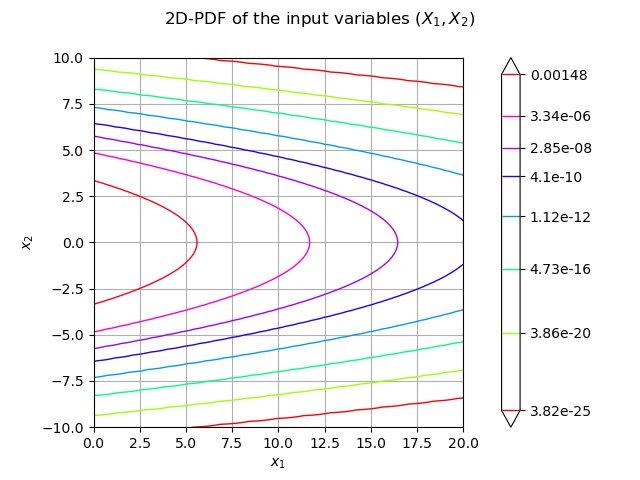 2D-PDF of the input variables (X₁, X₂)
10.0
7.5
5.0
2.5
0.0
−2.5
−5.0
−7.5
−10.0
x₂
0.0 2.5 5.0 7.5 10.0 12.5 15.0 17.5 20.0
x₁
0.00148
3.34e-06
2.85e-08
4.1e-10
1.12e-12
4.73e-16
3.86e-20
3.82e-25